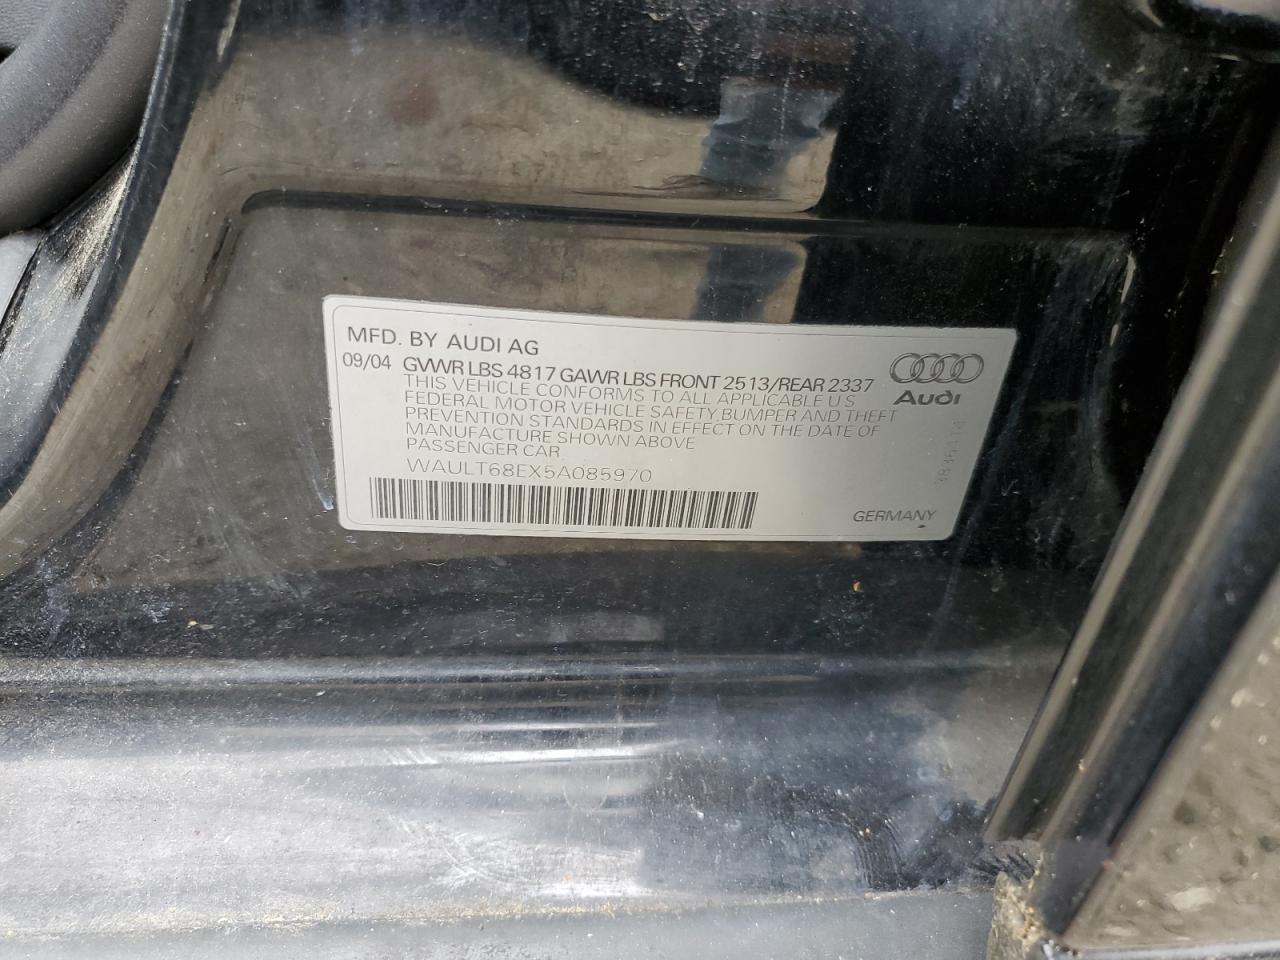 MFD. BY AUDI AG
09/04 GVWR LBS 4817 GAWR LBS FRONT 2513/REAR 2337
THIS VEHICLE CONFORMS TO ALL APPLICABLE U S
FEDERAL MOTOR VEHICLE SAFETY, BUMPER AND THEFT
PREVENTION STANDARDS IN EFFECT ON THE DATE OF
MANUFACTURE SHOWN ABOVE
PASSENGER CAR
WAULT68EX5A085970
Audi
GERMANY